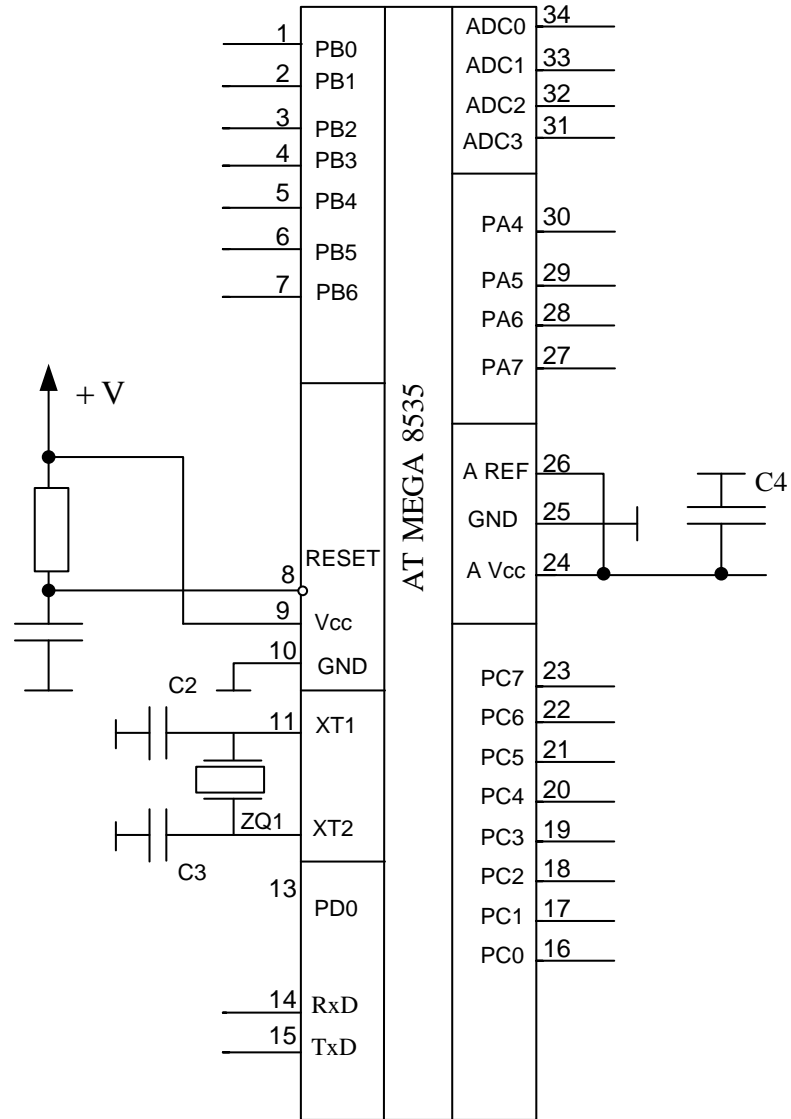 1
PB0
2
PB1
3
PB2
4
PB3
5
PB4
6
PB5
7
PB6
+ V
8
RESET
9
Vcc
10
GND
C2
11
XT1
ZQ1
XT2
C3
13
PD0
14
RxD
15
TxD
AT MEGA 8535
ADC0
34
ADC1
33
ADC2
32
ADC3
31
PA4
30
PA5
29
PA6
28
PA7
27
A REF
26
GND
25
A Vcc
24
C4
PC7
23
PC6
22
PC5
21
PC4
20
PC3
19
PC2
18
PC1
17
PC0
16